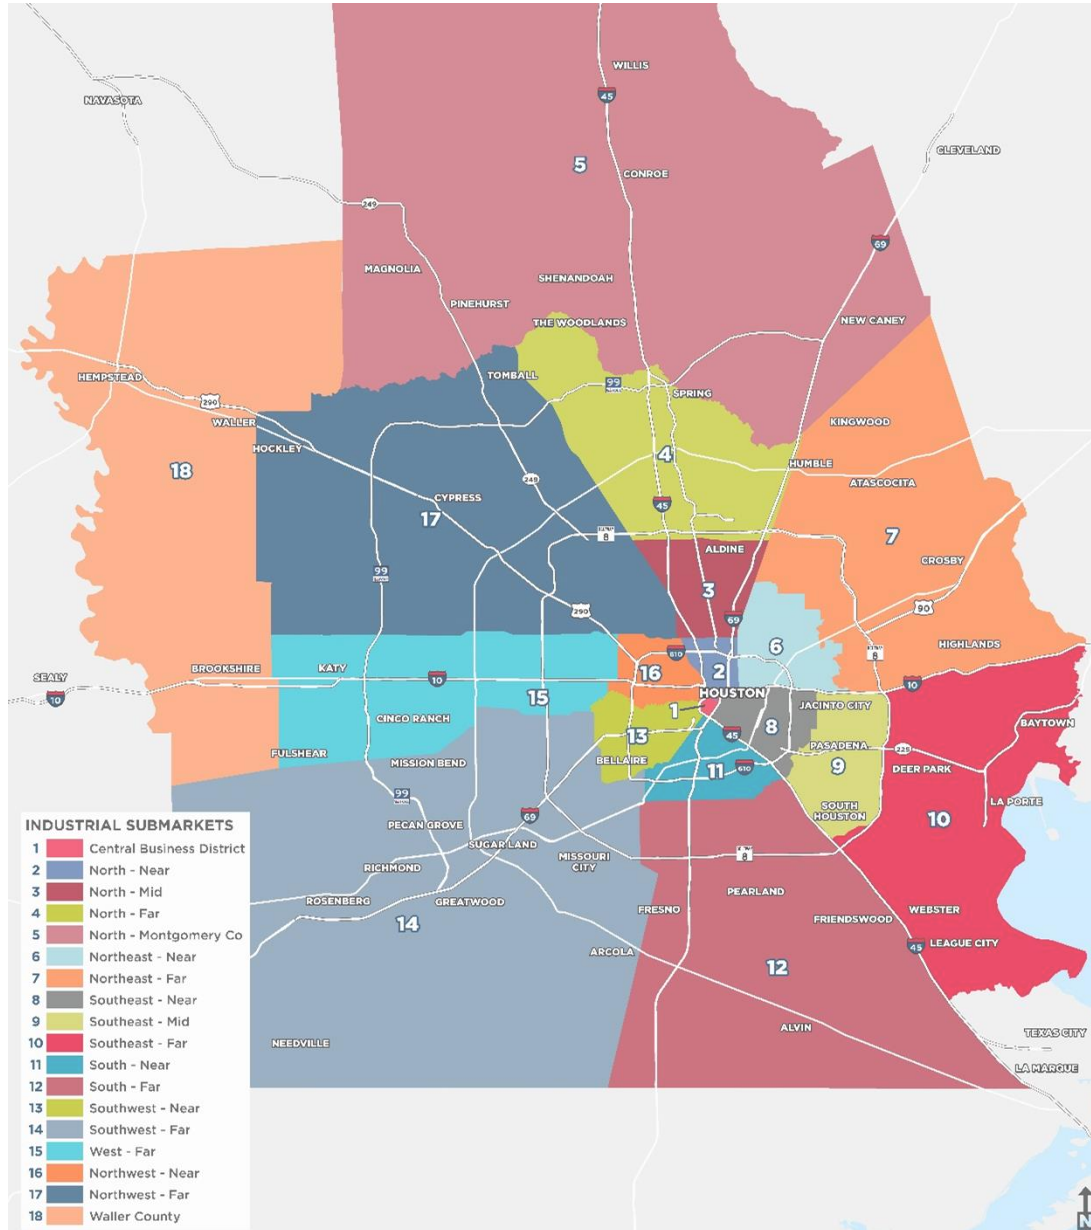 WILLIS
45
NAVASOTA
CLEVELAND
5
CONROE
249
69
MAGNOLIA
SHENANDOAH
PINEHURST
THE WOODLANDS
NEW CANEY
HEMPSTEAD
TOMBALL
99
SPRING
290
WALLER
KINGWOOD
HOCKLEY
4
HUMBLE
18
249
ATASCOCITA
CYPRESS
45
17
8
7
ALDINE
CROSBY
99
3
290
69
90
6
HIGHLANDS
610
8
BROOKSHIRE
KATY
16
2
SEALY
10
15
HOUSTON
10
10
JACINTO CITY
1
CINCO RANCH
8
BAYTOWN
13
45
PASADENA
225
FULSHEAR
MISSION BEND
BELLAIRE
11
610
9
DEER PARK
99
LA PORTE
SOUTH
HOUSTON
PECAN GROVE
69
10
SUGAR LAND
MISSOURI
CITY
8
RICHMOND
PEARLAND
ROSENBERG
GREATWOOD
FRESNO
WEBSTER
14
FRIENDSWOOD
45
LEAGUE CITY
ARCOLA
12
ALVIN
TEXAS CITY
NEEDVILLE
LA MARQUE
INDUSTRIAL SUBMARKETS
1 Central Business District
2 North - Near
3 North - Mid
4 North - Far
5 North - Montgomery Co
6 Northeast - Near
7 Northeast - Far
8 Southeast - Near
9 Southeast - Mid
10 Southeast - Far
11 South - Near
12 South - Far
13 Southwest - Near
14 Southwest - Far
15 West - Far
16 Northwest - Near
17 Northwest - Far
18 Waller County
N